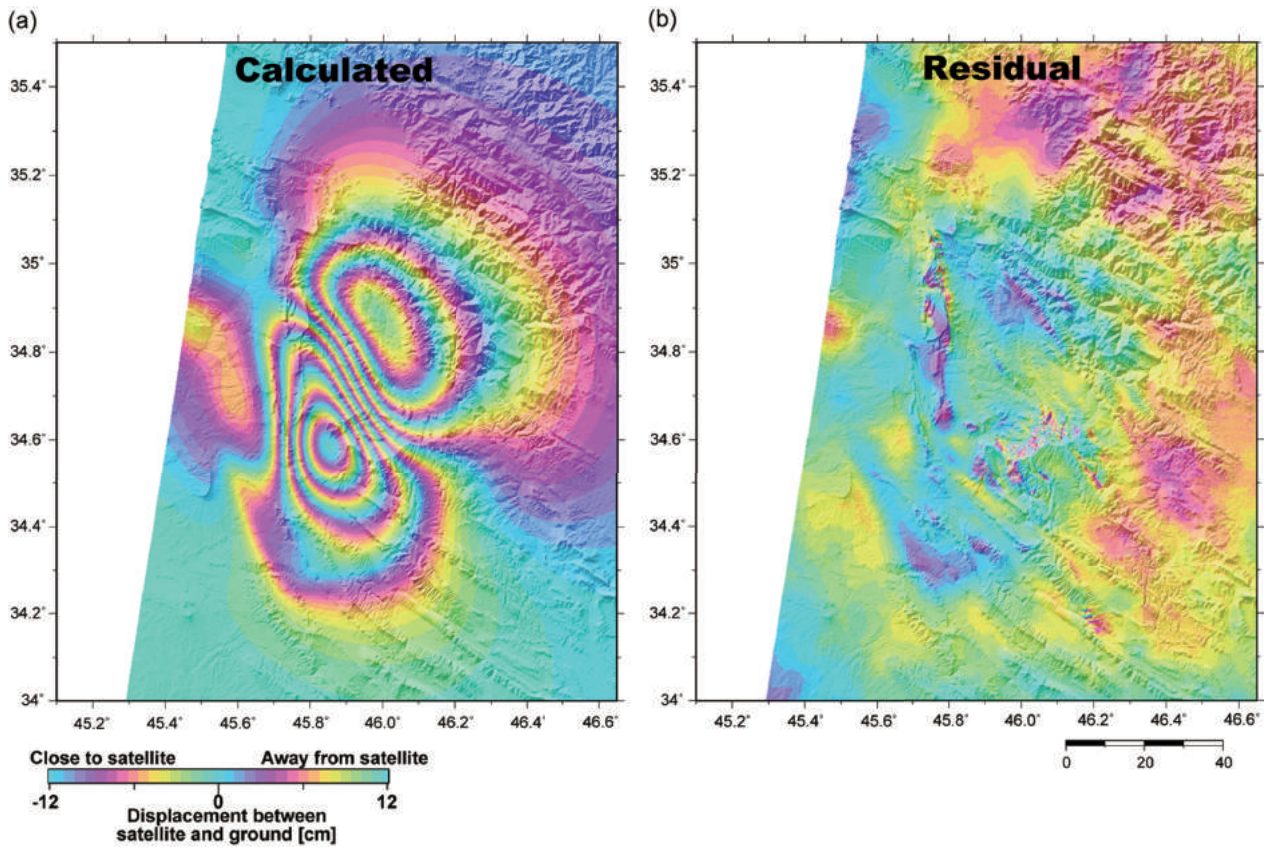 (a)
(b)
Calculated
Residual
35.4°
35.2°
35°
34.8°
34.6°
34.4°
34.2°
34°
45.2° 45.4° 45.6° 45.8° 46.0° 46.2° 46.4° 46.6°
35.4°
35.2°
35°
34.8°
34.6°
34.4°
34.2°
34°
45.2° 45.4° 45.6° 45.8° 46.0° 46.2° 46.4° 46.6°
Close to satellite Away from satellite
-12 0 12
Displacement between
satellite and ground [cm]
0 20 40